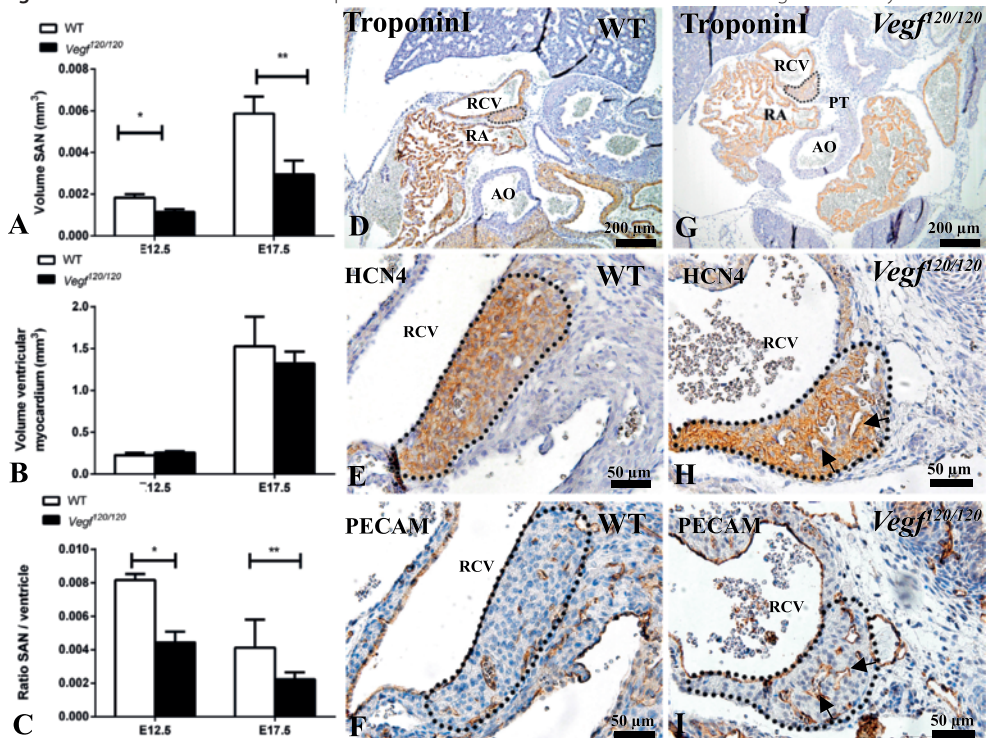 WT
Vegf120/120
0.008
0.006
0.004
0.002
0.000
Volume SAN (mm3)
*
**
E12.5
E17.5
A
WT
Vegf120/120
2.0
1.5
1.0
0.5
0.0
Volume ventricular
myocardium (mm3)
12.5
E17.5
B
WT
Vegf120/120
0.010
0.008
0.006
0.004
0.002
0.000
Ratio SAN / ventricle
*
**
E12.5
E17.5
C
TroponinI
WT
RCV
RA
AO
D
200 µm
HCN4
WT
RCV
E
50 µm
PECAM
WT
RCV
F
50 µm
TroponinI
Vegf120/120
RCV
RA
PT
AO
G
200 µm
HCN4
Vegf120/120
RCV
H
50 µm
PECAM
Vegf120/120
RCV
I
50 µm